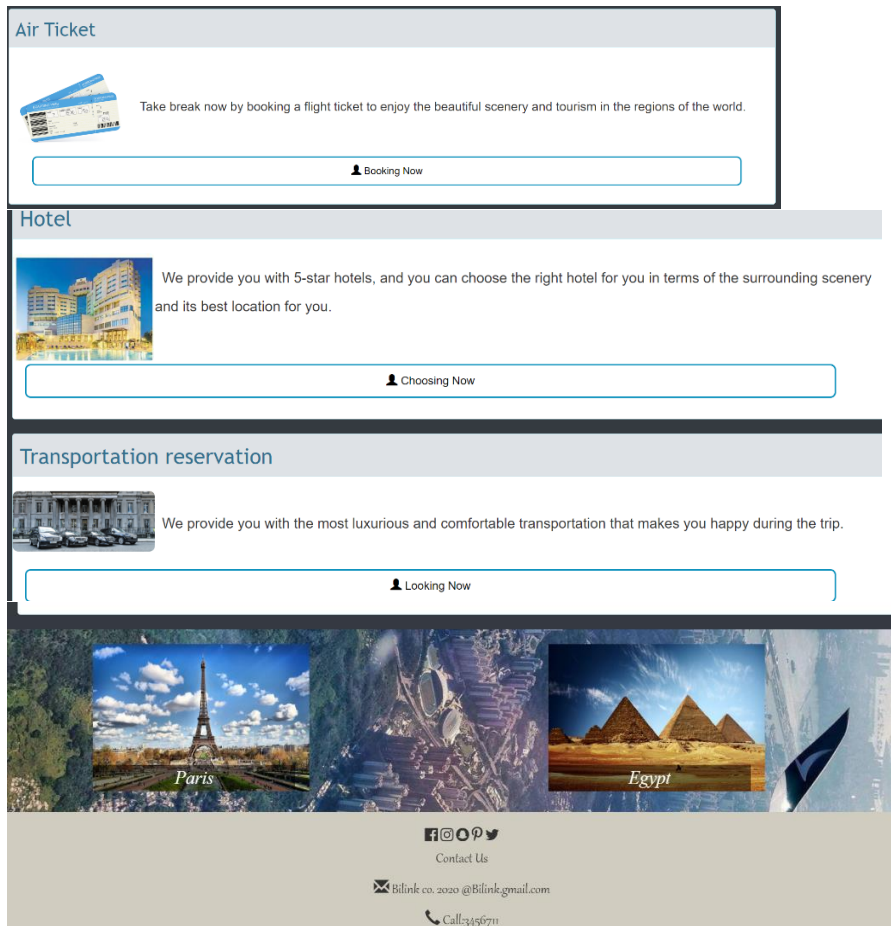 Air Ticket
Take break now by booking a flight ticket to enjoy the beautiful scenery and tourism in the regions of the world.
Booking Now
Hotel
We provide you with 5-star hotels, and you can choose the right hotel for you in terms of the surrounding scenery
and its best location for you.
Choosing Now
Transportation reservation
We provide you with the most luxurious and comfortable transportation that makes you happy during the trip.
Looking Now
Paris
Egypt
Contact Us
Bilink co. 2020 @Bilink.gmail.com
Call:3456711